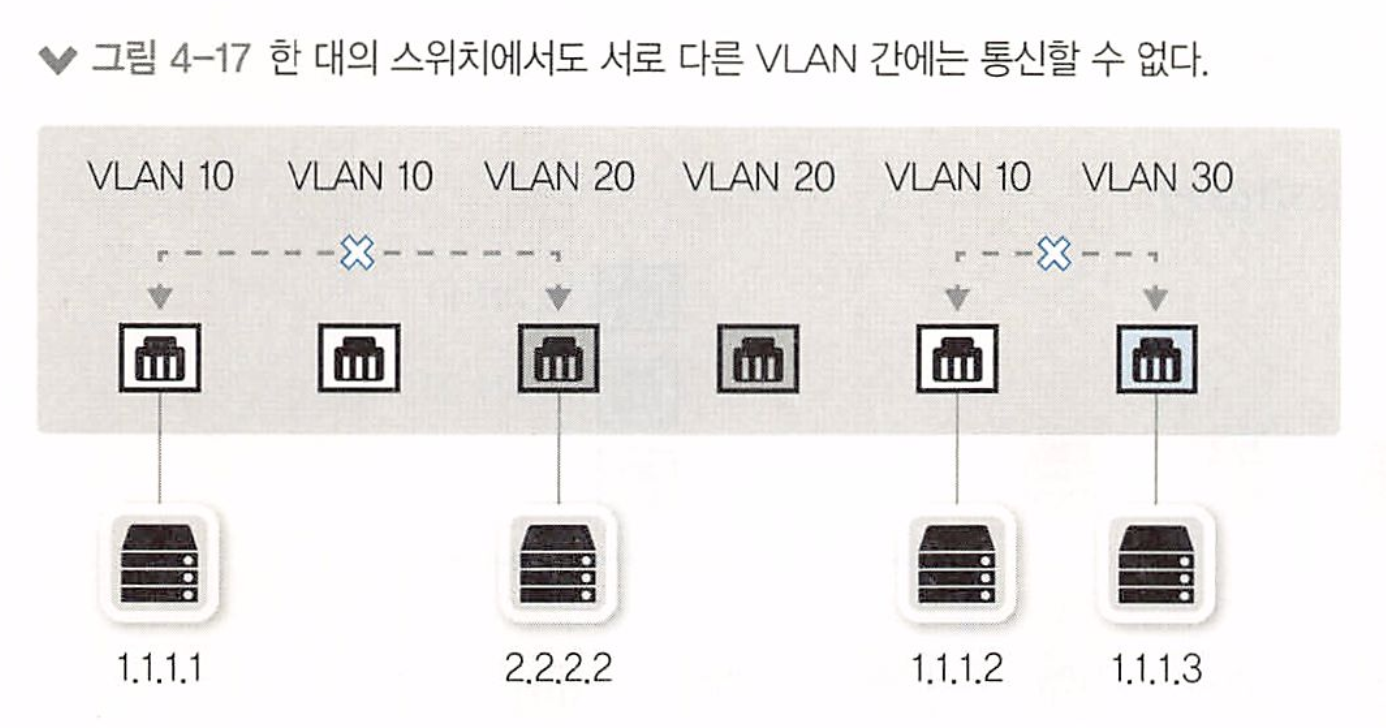 그림 4-17 한 대의 스위치에서도 서로 다른 VLAN 간에는 통신할 수 없다.
VLAN 10 VLAN 10 VLAN 20 VLAN 20 VLAN 10 VLAN 30
1.1.1.1 2.2.2.2 1.1.1.2 1.1.1.3